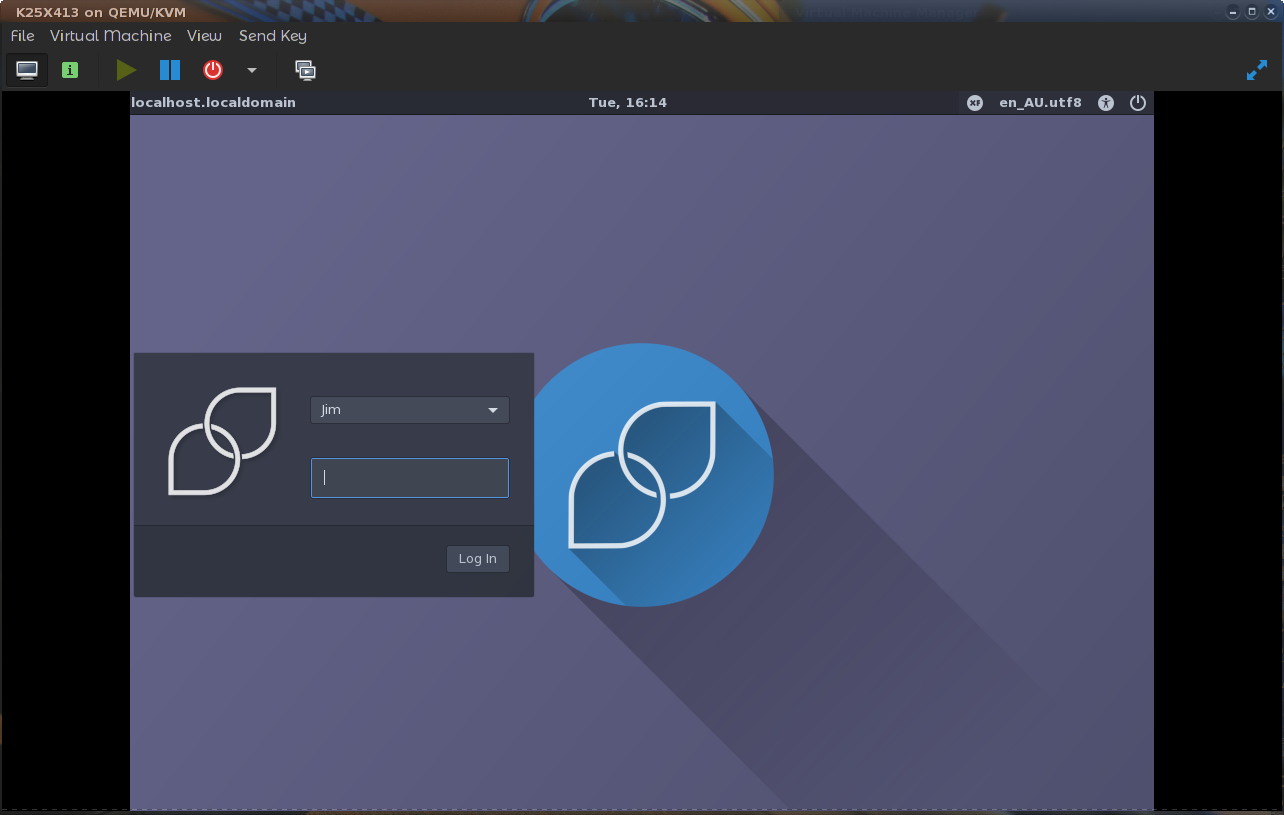 K25X413 on QEMU/KVM
File Virtual Machine View Send Key
localhost.localdomain Tue, 16:14 XF en_AU.utf8
Jim
Log In